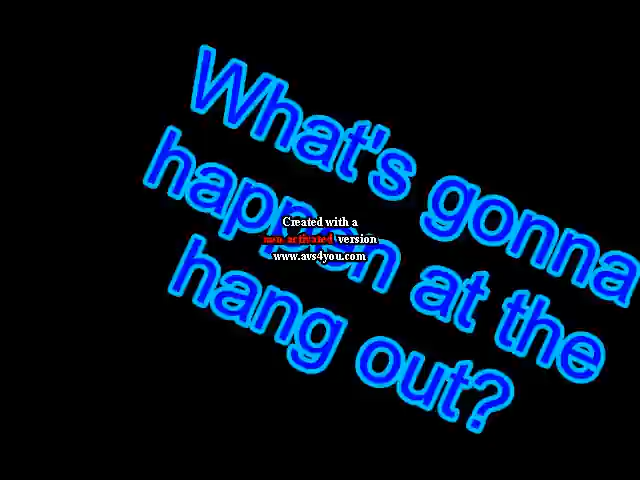 What's gonna
happen at the
hang out?
Created with a
non-activated version
www.avs4you.com